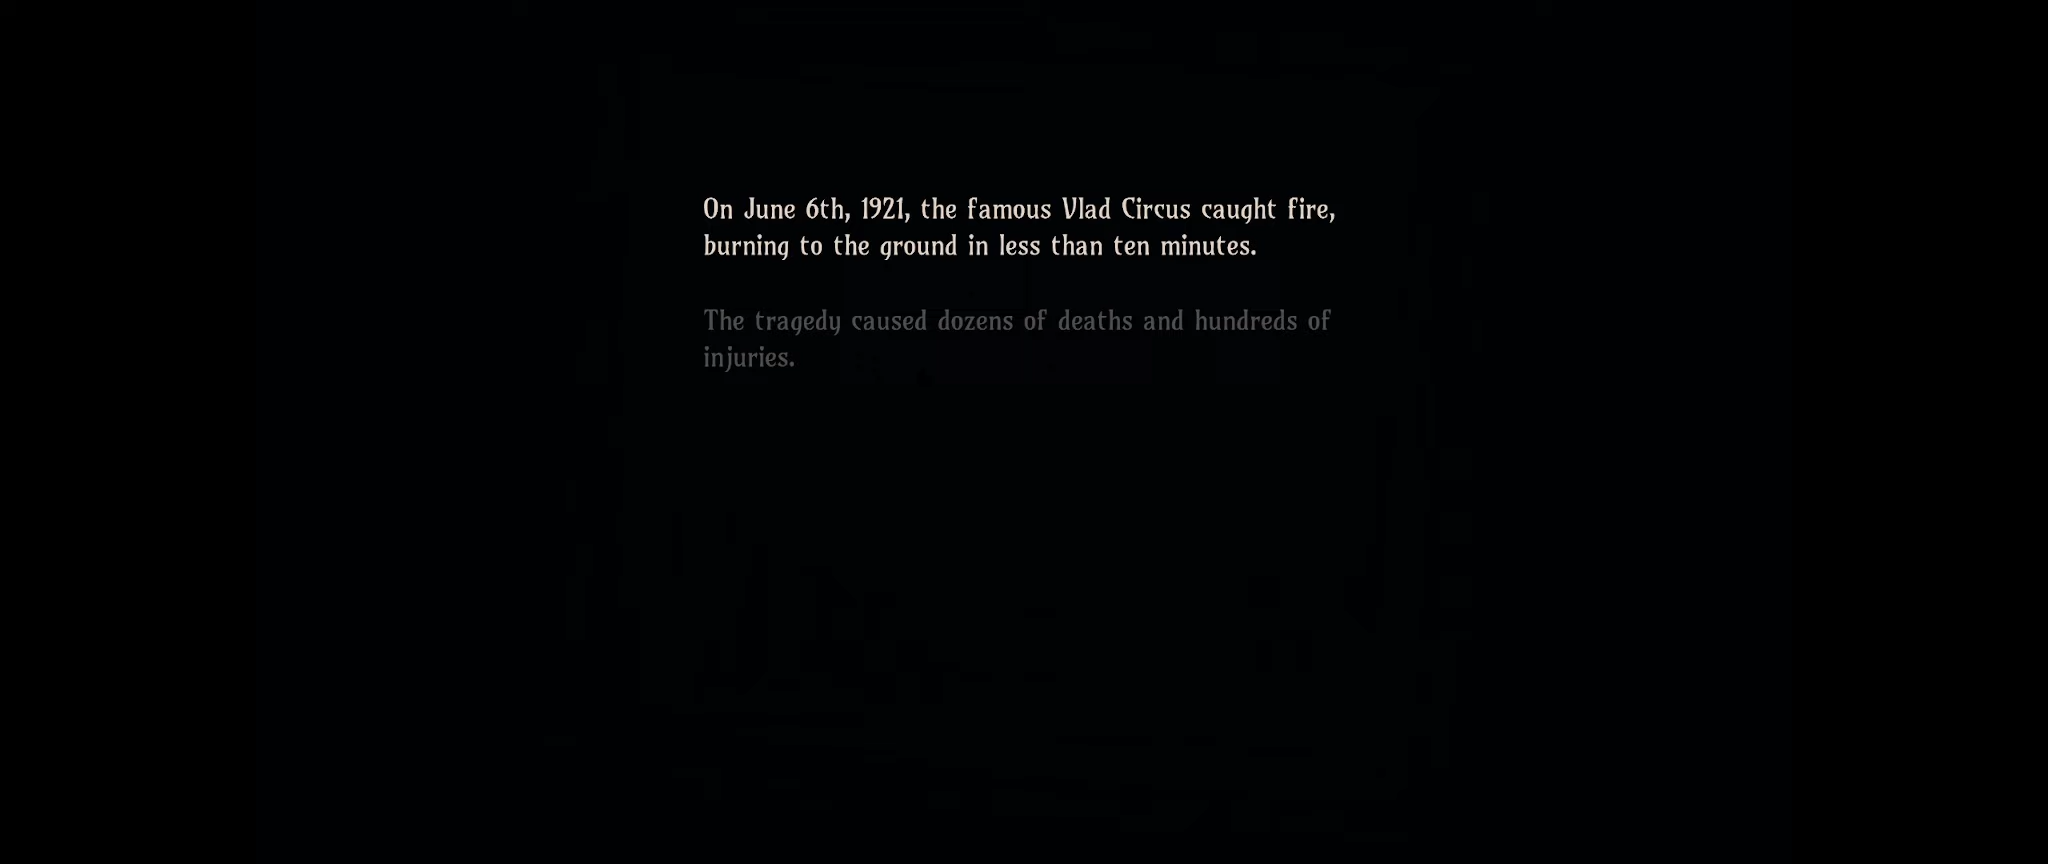 On June 6th, 1921, the famous Vlad Circus caught fire,
burning to the ground in less than ten minutes.
The tragedy caused dozens of deaths and hundreds of
injuries.